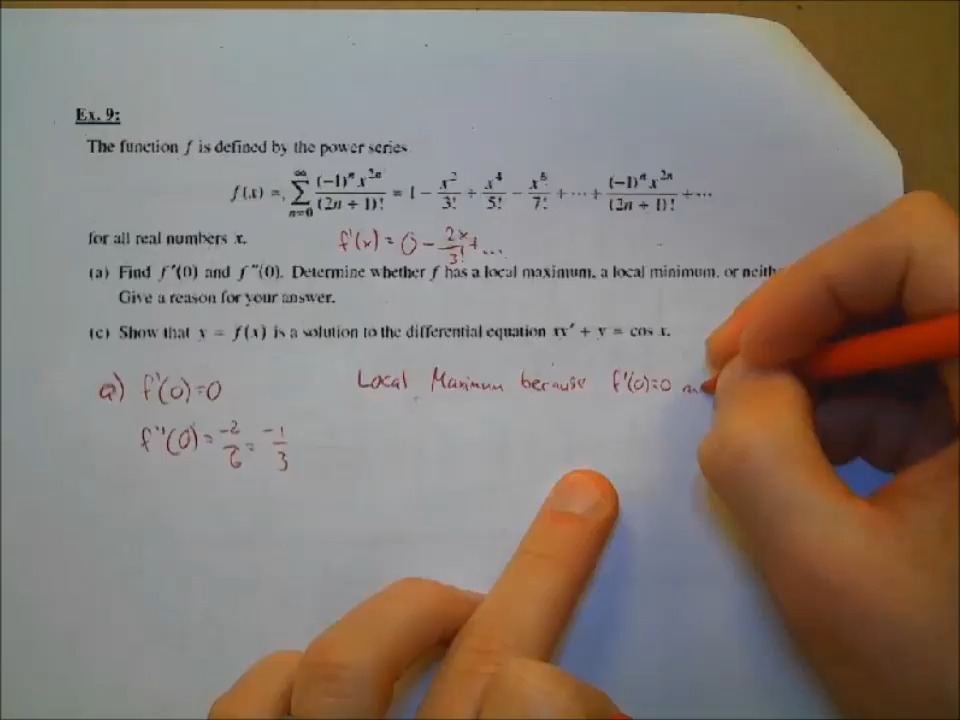 Ex. 9:
The function f is defined by the power series
f(x) = Σ_{n=0}^{∞} (-1)ⁿ x²ⁿ / (2n + 1)! = 1 - x²/3! + x⁴/5! - x⁶/7! + ⋯ + (-1)ⁿ x²ⁿ / (2n + 1)! + ⋯
for all real numbers x.
f'(x) = 0 - 2x/3! + ...
(a) Find f′(0) and f″(0). Determine whether f has a local maximum, a local minimum, or
Give a reason for your answer.
(c) Show that y = f(x) is a solution to the differential equation xy′ + y = cos x.
a) f'(0)=0
Local Maximum because f'(0)=0
f''(0) = -2/6 = -1/3